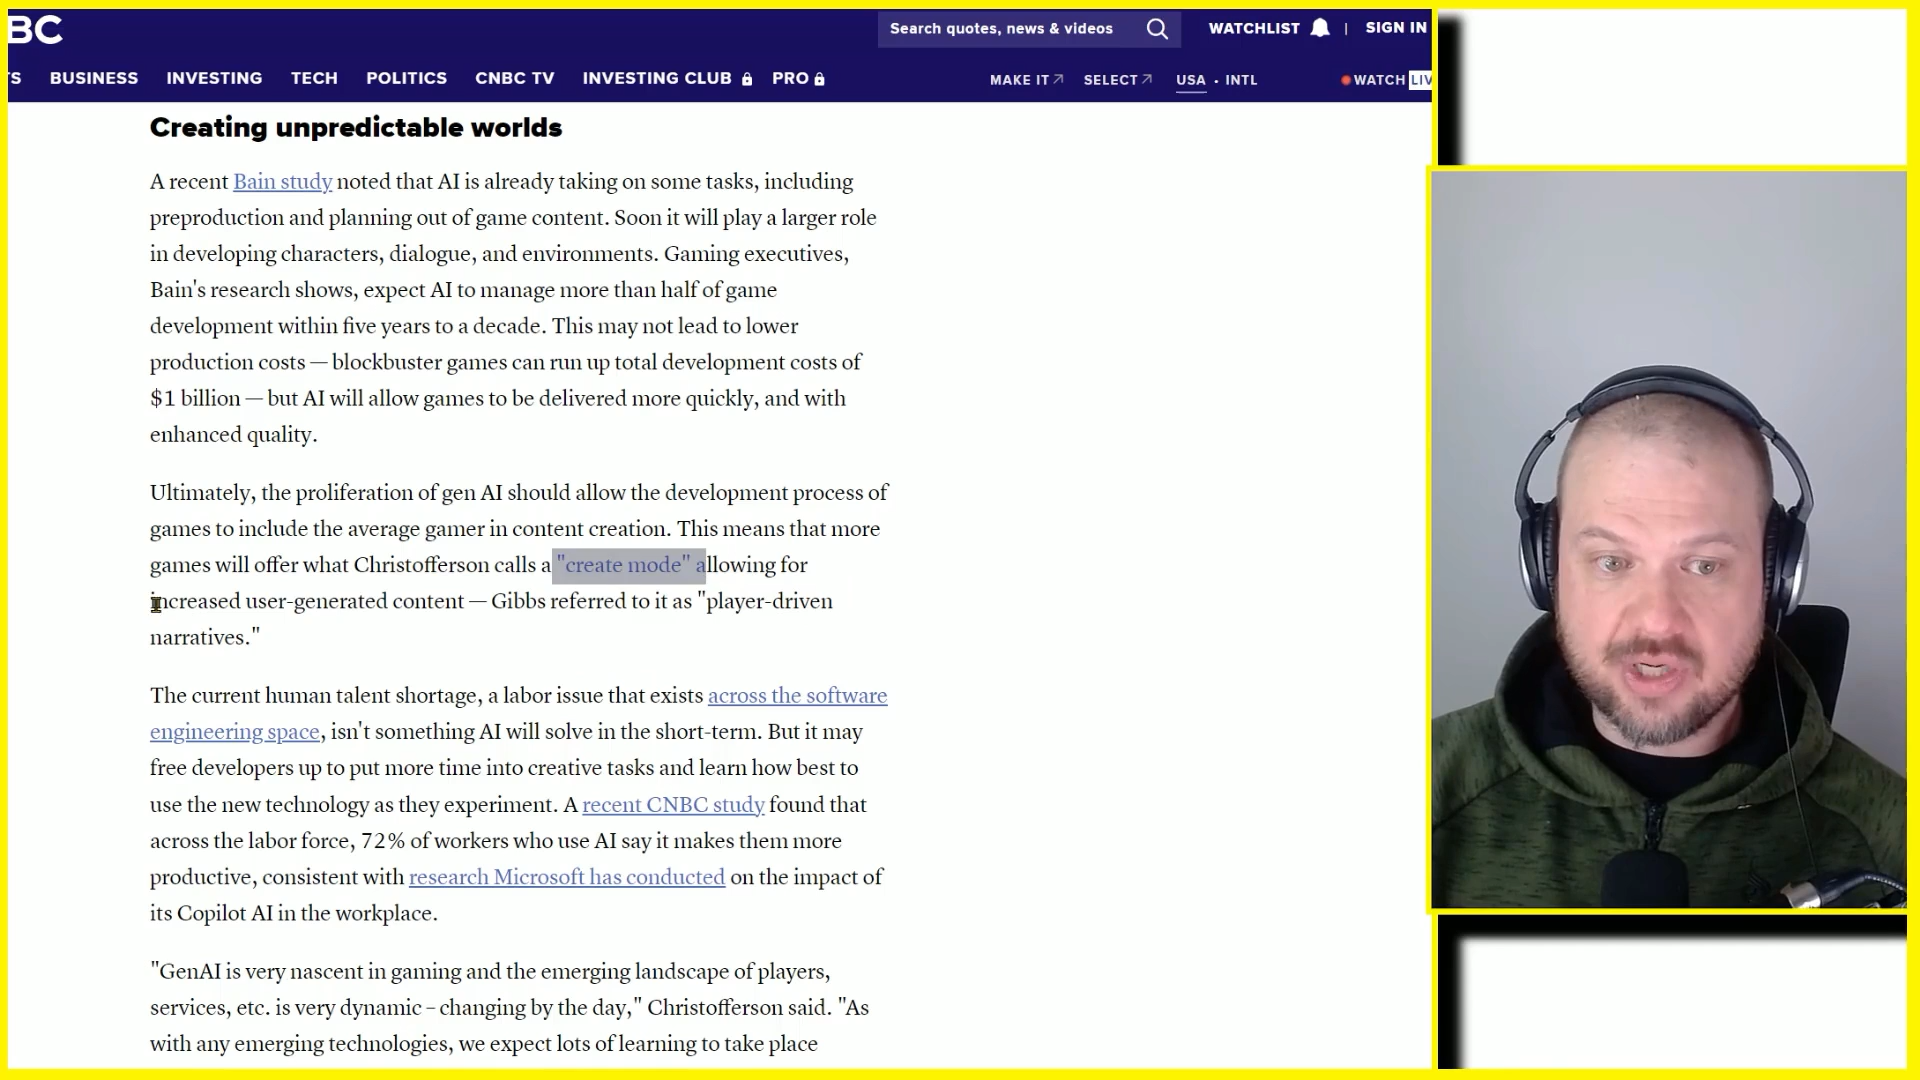 BC
Search quotes, news & videos
WATCHLIST
|
SIGN IN
TS
BUSINESS
INVESTING
TECH
POLITICS
CNBC TV
INVESTING CLUB
PRO
MAKE IT
SELECT
USA • INTL
WATCH LIV
Creating unpredictable worlds
A recent Bain study noted that AI is already taking on some tasks, including
preproduction and planning out of game content. Soon it will play a larger role
in developing characters, dialogue, and environments. Gaming executives,
Bain's research shows, expect AI to manage more than half of game
development within five years to a decade. This may not lead to lower
production costs — blockbuster games can run up total development costs of
$1 billion — but AI will allow games to be delivered more quickly, and with
enhanced quality.
Ultimately, the proliferation of gen AI should allow the development process of
games to include the average gamer in content creation. This means that more
games will offer what Christofferson calls a "create mode" allowing for
increased user-generated content — Gibbs referred to it as "player-driven
narratives."
The current human talent shortage, a labor issue that exists across the software
engineering space, isn't something AI will solve in the short-term. But it may
free developers up to put more time into creative tasks and learn how best to
use the new technology as they experiment. A recent CNBC study found that
across the labor force, 72% of workers who use AI say it makes them more
productive, consistent with research Microsoft has conducted on the impact of
its Copilot AI in the workplace.
"GenAI is very nascent in gaming and the emerging landscape of players,
services, etc. is very dynamic – changing by the day," Christofferson said. "As
with any emerging technologies, we expect lots of learning to take place